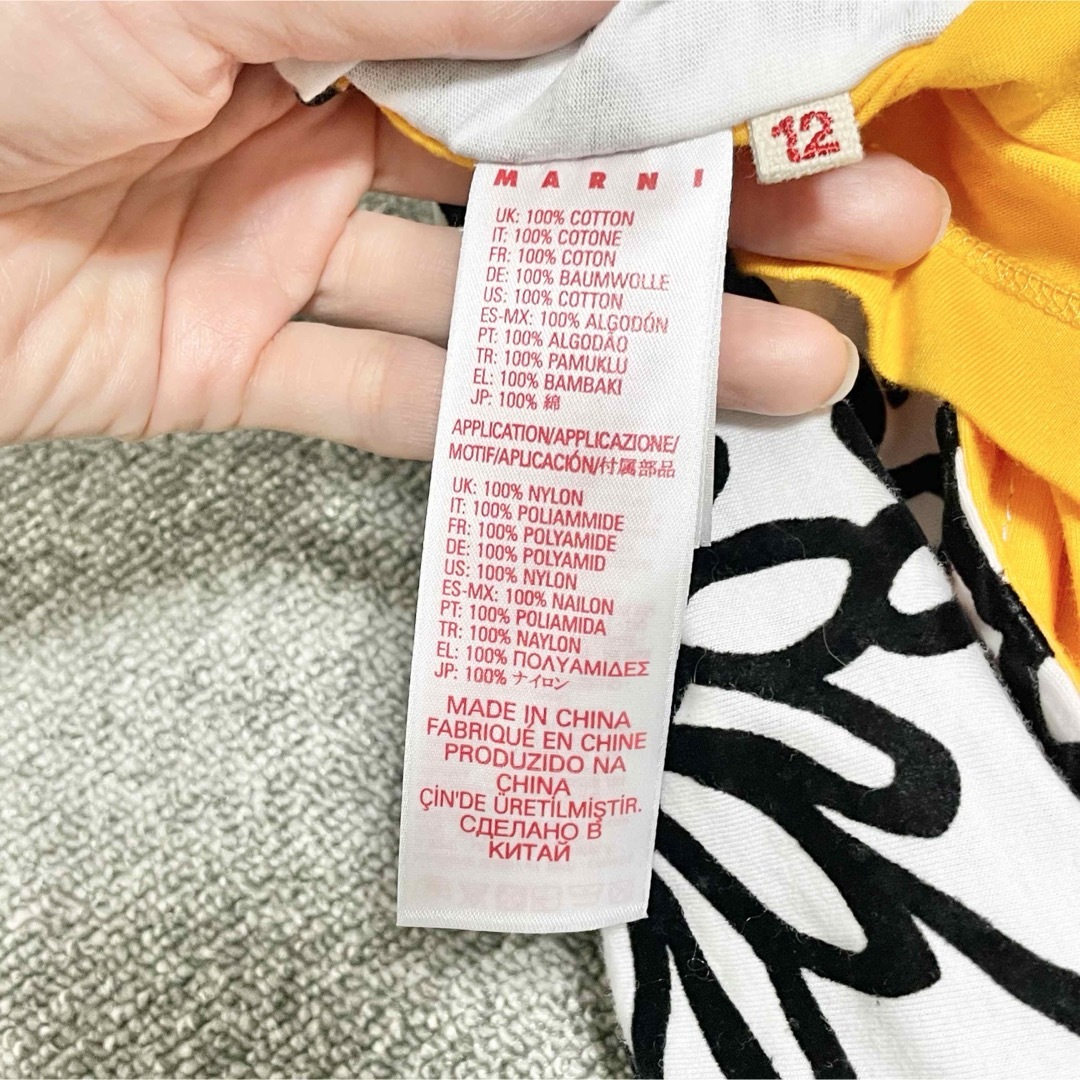 12
MARNI
UK: 100% COTTON
IT: 100% COTONE
FR: 100% COTON
DE: 100% BAUMWOLLE
US: 100% COTTON
ES-MX: 100% ALGODÓN
PT: 100% ALGODÃO
TR: 100% PAMUKLU
EL: 100% BAMBAKI
JP: 100% 綿
APPLICATION/APPLICAZIONE/
MOTIF/APLICACIÓN/付属部品
UK: 100% NYLON
IT: 100% POLIAMMIDE
FR: 100% POLYAMIDE
DE: 100% POLYAMID
US: 100% NYLON
ES-MX: 100% NAILON
PT: 100% POLIAMIDA
TR: 100% NAYLON
EL: 100% ΠΟΛΥΑΜΙΔΕΣ
JP: 100% ナイロン
MADE IN CHINA
FABRIQUÉ EN CHINE
PRODUZIDO NA
CHINA
ÇİN'DE ÜRETİLMİŞTİR.
СДЕЛАНО В
КИТАЙ